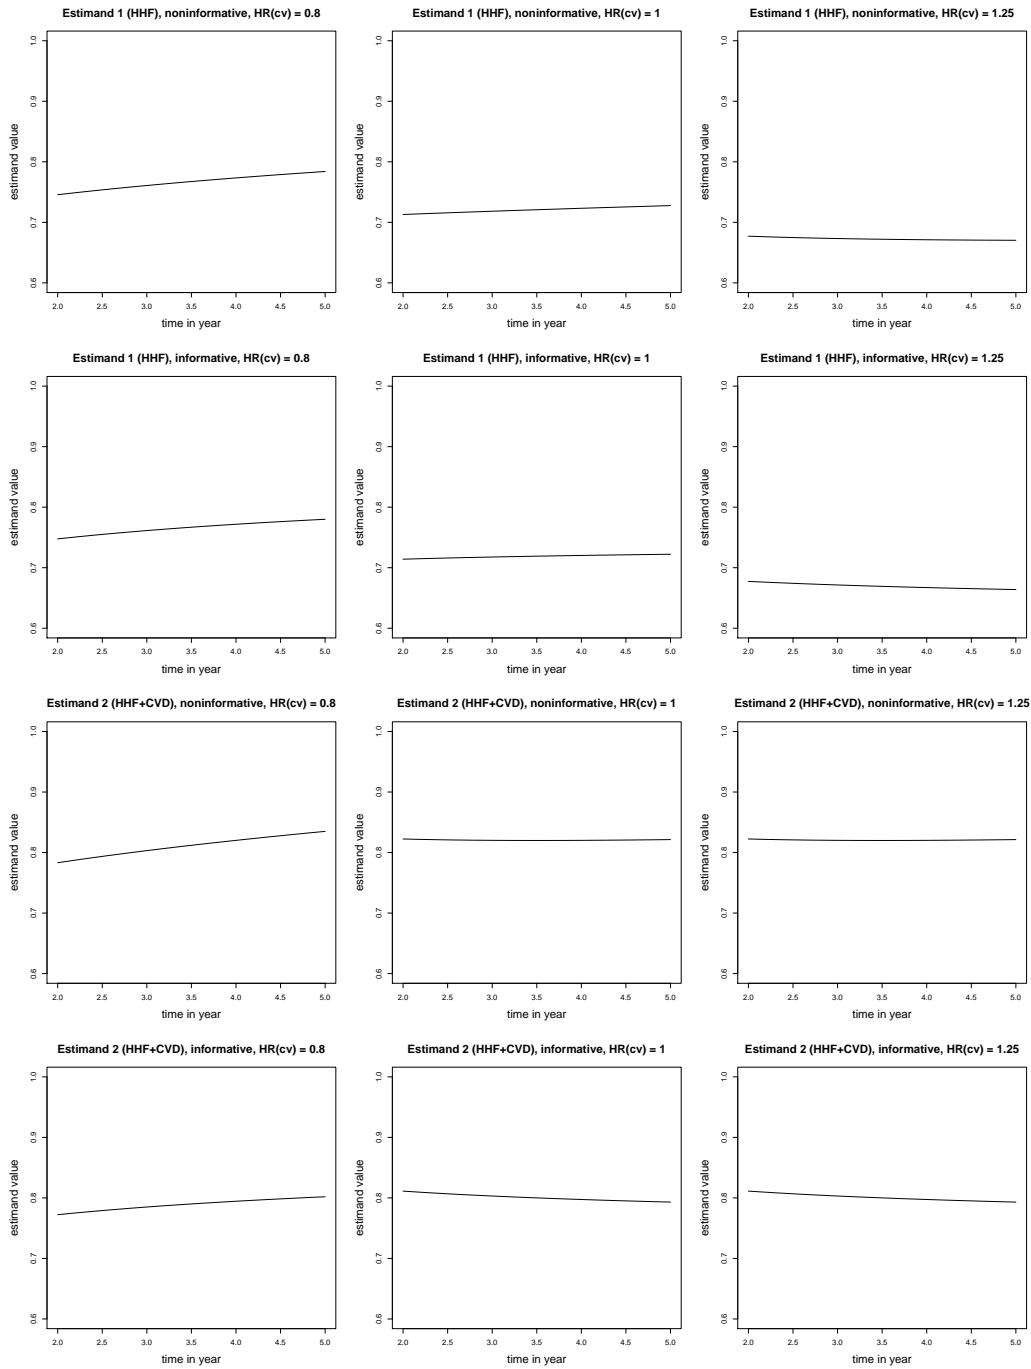 Estimand 1 (HHF), noninformative, HR(cv) = 0.8
estimand value
1.0
0.9
0.8
0.7
0.6
2.0 2.5 3.0 3.5 4.0 4.5 5.0
time in year
Estimand 1 (HHF), noninformative, HR(cv) = 1
estimand value
1.0
0.9
0.8
0.7
0.6
2.0 2.5 3.0 3.5 4.0 4.5 5.0
time in year
Estimand 1 (HHF), noninformative, HR(cv) = 1.25
estimand value
1.0
0.9
0.8
0.7
0.6
2.0 2.5 3.0 3.5 4.0 4.5 5.0
time in year
Estimand 1 (HHF), informative, HR(cv) = 0.8
estimand value
1.0
0.9
0.8
0.7
0.6
2.0 2.5 3.0 3.5 4.0 4.5 5.0
time in year
Estimand 1 (HHF), informative, HR(cv) = 1
estimand value
1.0
0.9
0.8
0.7
0.6
2.0 2.5 3.0 3.5 4.0 4.5 5.0
time in year
Estimand 1 (HHF), informative, HR(cv) = 1.25
estimand value
1.0
0.9
0.8
0.7
0.6
2.0 2.5 3.0 3.5 4.0 4.5 5.0
time in year
Estimand 2 (HHF+CVD), noninformative, HR(cv) = 0.8
estimand value
1.0
0.9
0.8
0.7
0.6
2.0 2.5 3.0 3.5 4.0 4.5 5.0
time in year
Estimand 2 (HHF+CVD), noninformative, HR(cv) = 1
estimand value
1.0
0.9
0.8
0.7
0.6
2.0 2.5 3.0 3.5 4.0 4.5 5.0
time in year
Estimand 2 (HHF+CVD), noninformative, HR(cv) = 1.25
estimand value
1.0
0.9
0.8
0.7
0.6
2.0 2.5 3.0 3.5 4.0 4.5 5.0
time in year
Estimand 2 (HHF+CVD), informative, HR(cv) = 0.8
estimand value
1.0
0.9
0.8
0.7
0.6
2.0 2.5 3.0 3.5 4.0 4.5 5.0
time in year
Estimand 2 (HHF+CVD), informative, HR(cv) = 1
estimand value
1.0
0.9
0.8
0.7
0.6
2.0 2.5 3.0 3.5 4.0 4.5 5.0
time in year
Estimand 2 (HHF+CVD), informative, HR(cv) = 1.25
estimand value
1.0
0.9
0.8
0.7
0.6
2.0 2.5 3.0 3.5 4.0 4.5 5.0
time in year